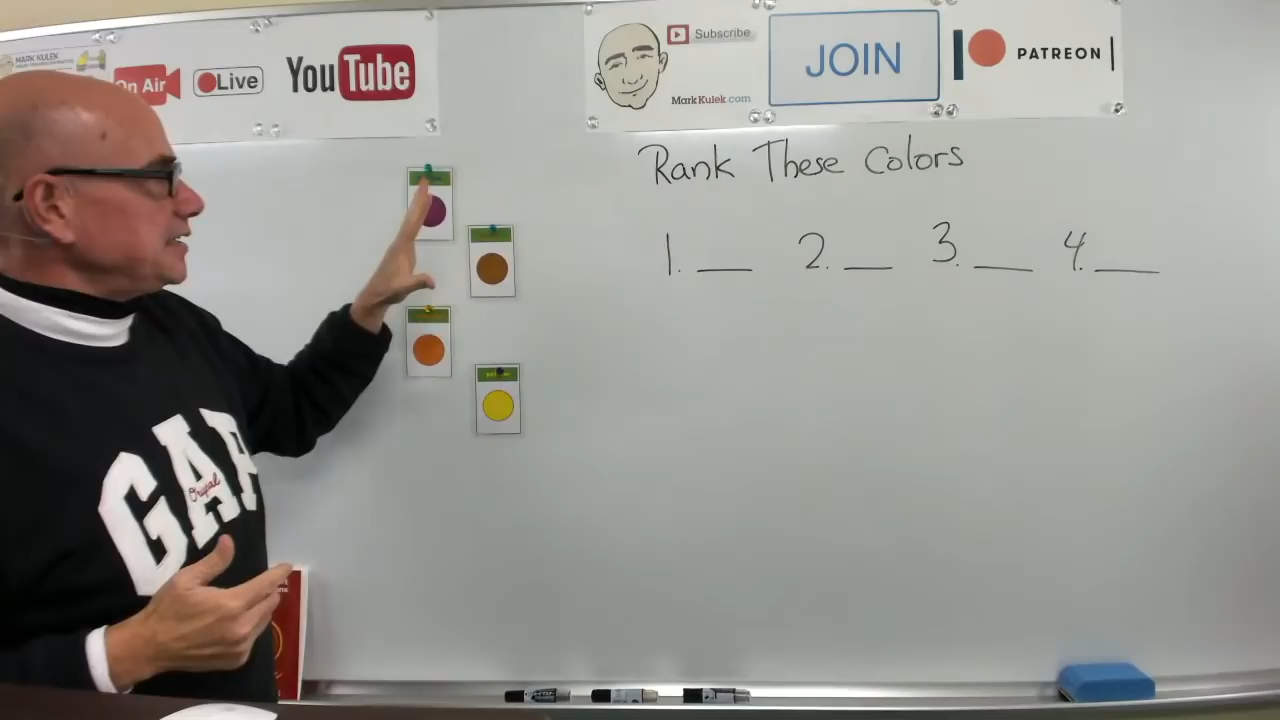 MARK KULEK
On Air
Live
YouTube
Subscribe
MarkKulek.com
JOIN
PATREON
Rank These Colors
1. __ 2. __ 3. __ 4. __
yellow
GAP
Original